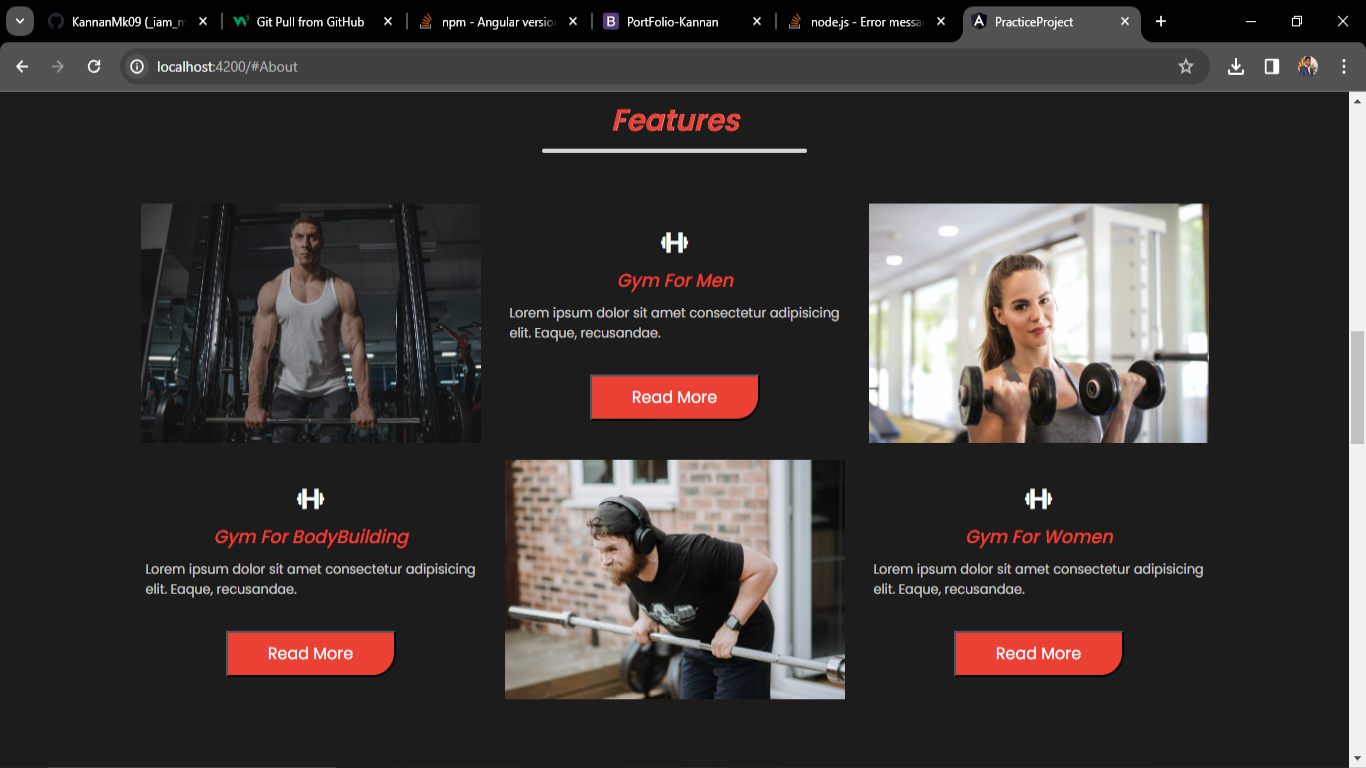 KannanMk09 (_iam_m
Git Pull from GitHub
npm - Angular versio
PortFolio-Kannan
node.js - Error messa
PracticeProject
localhost:4200/#About
Features
Gym For Men
Lorem ipsum dolor sit amet consectetur adipisicing
elit. Eaque, recusandae.
Read More
Gym For BodyBuilding
Lorem ipsum dolor sit amet consectetur adipisicing
elit. Eaque, recusandae.
Read More
Gym For Women
Lorem ipsum dolor sit amet consectetur adipisicing
elit. Eaque, recusandae.
Read More